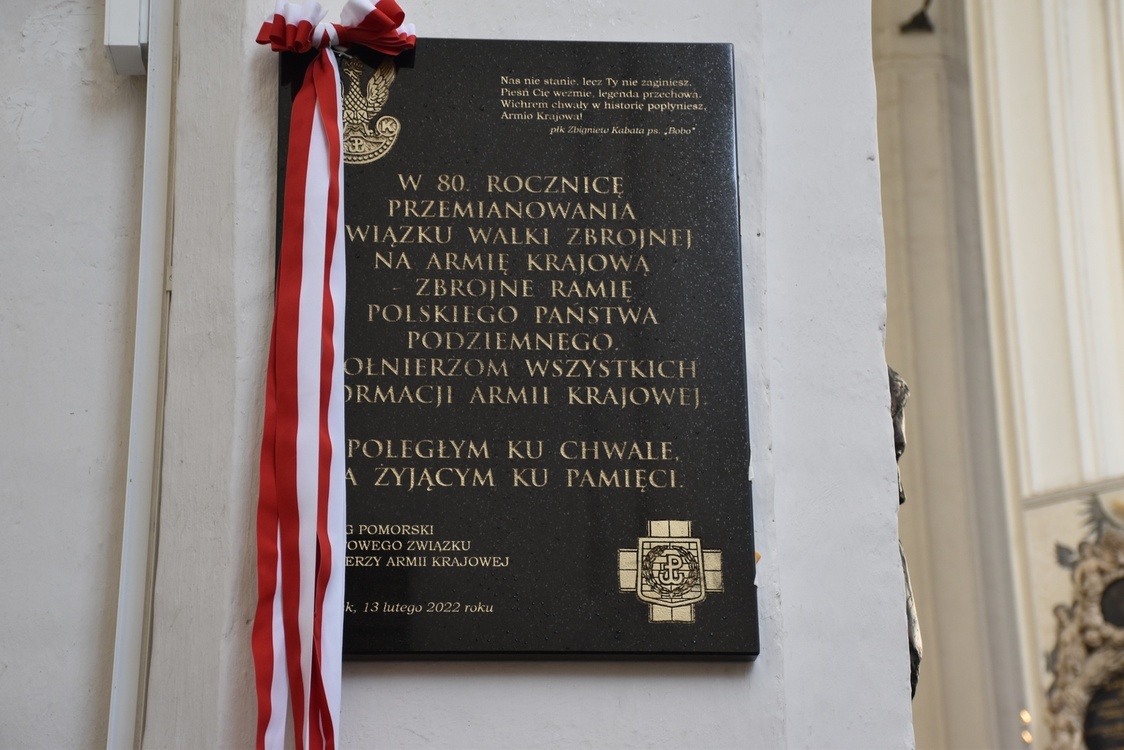 Nas nie stanie, lecz Ty nie zaginiesz.
Pieśń Cię weźmie, legenda przechowa.
Wichrem chwały w historię popłyniesz,
Armio Krajowa!
płk Zbigniew Kabata ps. „Bobo”
W 80. ROCZNICĘ
PRZEMIANOWANIA
WIĄZKU WALKI ZBROJNEJ
NA ARMIĘ KRAJOWĄ
ZBROJNE RAMIĘ
POLSKIEGO PAŃSTWA
PODZIEMNEGO.
OŁNIERZOM WSZYSTKICH
ORMACJI ARMII KRAJOWEJ.
POLEGŁYM KU CHWALE,
A ŻYJĄCYM KU PAMIĘCI.
G POMORSKI
TOWEGO ZWIĄZKU
IERZY ARMII KRAJOWEJ
k, 13 lutego 2022 roku